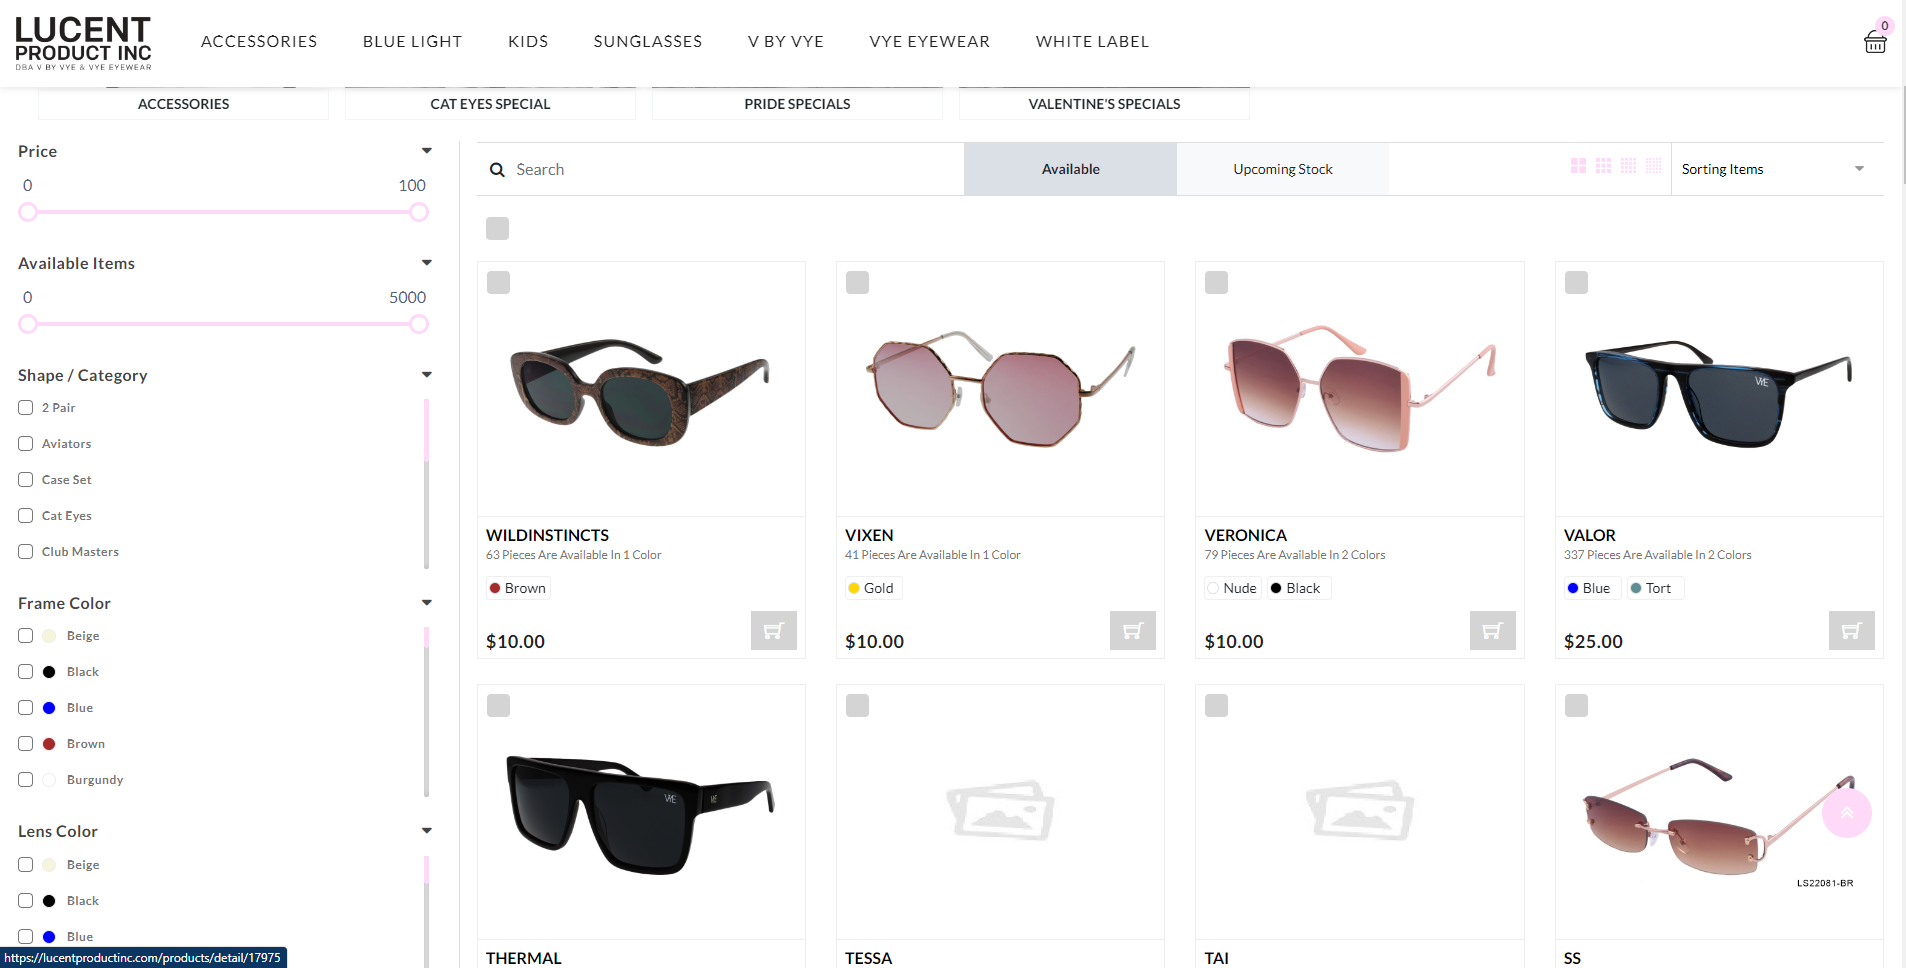 LUCENT
PRODUCT INC
DBA V BY VYE & VYE EYEWEAR
ACCESSORIES
BLUE LIGHT
KIDS
SUNGLASSES
V BY VYE
VYE EYEWEAR
WHITE LABEL
0
ACCESSORIES
CAT EYES SPECIAL
PRIDE SPECIALS
VALENTINE'S SPECIALS
Price
0
100
Available Items
0
5000
Shape / Category
2 Pair
Aviators
Case Set
Cat Eyes
Club Masters
Frame Color
Beige
Black
Blue
Brown
Burgundy
Lens Color
Beige
Black
Blue
Search
Available
Upcoming Stock
Sorting Items
WILDINSTINCTS
63 Pieces Are Available In 1 Color
Brown
$10.00
VIXEN
41 Pieces Are Available In 1 Color
Gold
$10.00
VERONICA
79 Pieces Are Available In 2 Colors
Nude
Black
$10.00
VYE
VALOR
337 Pieces Are Available In 2 Colors
Blue
Tort
$25.00
VYE
VYE
THERMAL
TESSA
TAI
LS22081-BR
SS
https://lucentproductinc.com/products/detail/17975